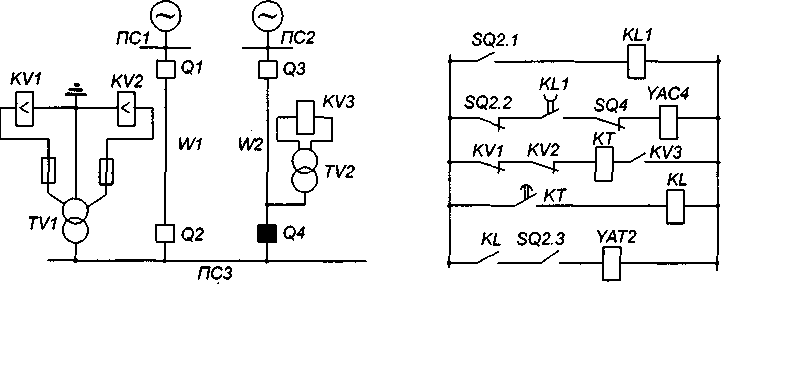 ПС1
ПС2
Q1
Q3
KV1
KV2
KV3
W1
W2
TV2
TV1
Q2
Q4
ПС3
SQ2.1
KL1
KL1
SQ2.2
SQ4
YAC4
KV1
KV2
KT
KV3
KT
KL
KL
SQ2.3
YAT2